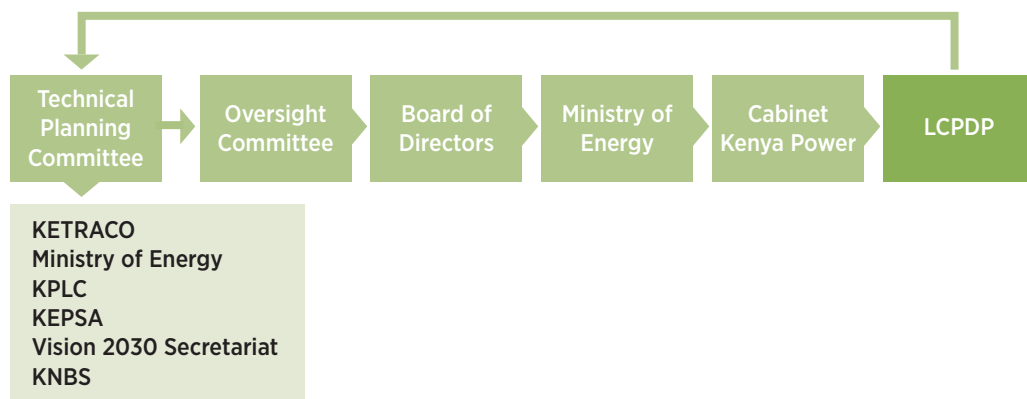 Technical
Planning
Committee
Oversight
Committee
Board of
Directors
Ministry of
Energy
Cabinet
Kenya Power
LCPDP
KETRACO
Ministry of Energy
KPLC
KEPSA
Vision 2030 Secretariat
KNBS